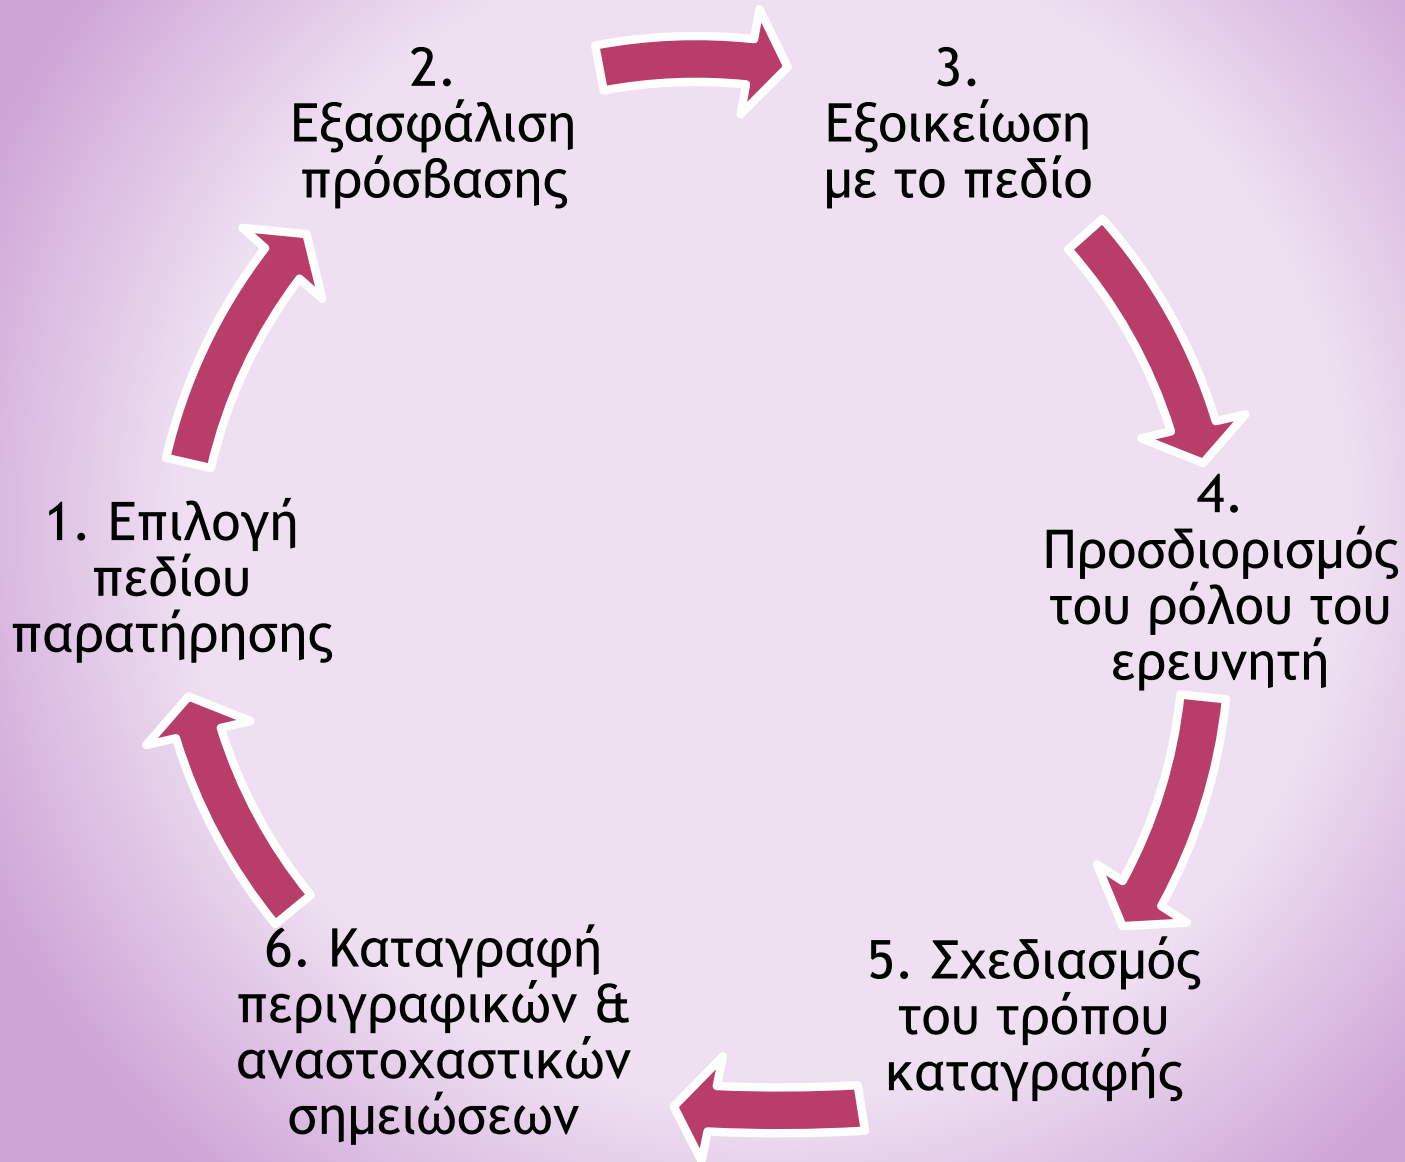 1. Επιλογή
πεδίου
παρατήρησης
2.
Εξασφάλιση
πρόσβασης
3.
Εξοικείωση
με το πεδίο
4.
Προσδιορισμός
του ρόλου του
ερευνητή
5. Σχεδιασμός
του τρόπου
καταγραφής
6. Καταγραφή
περιγραφικών &
αναστοχαστικών
σημειώσεων